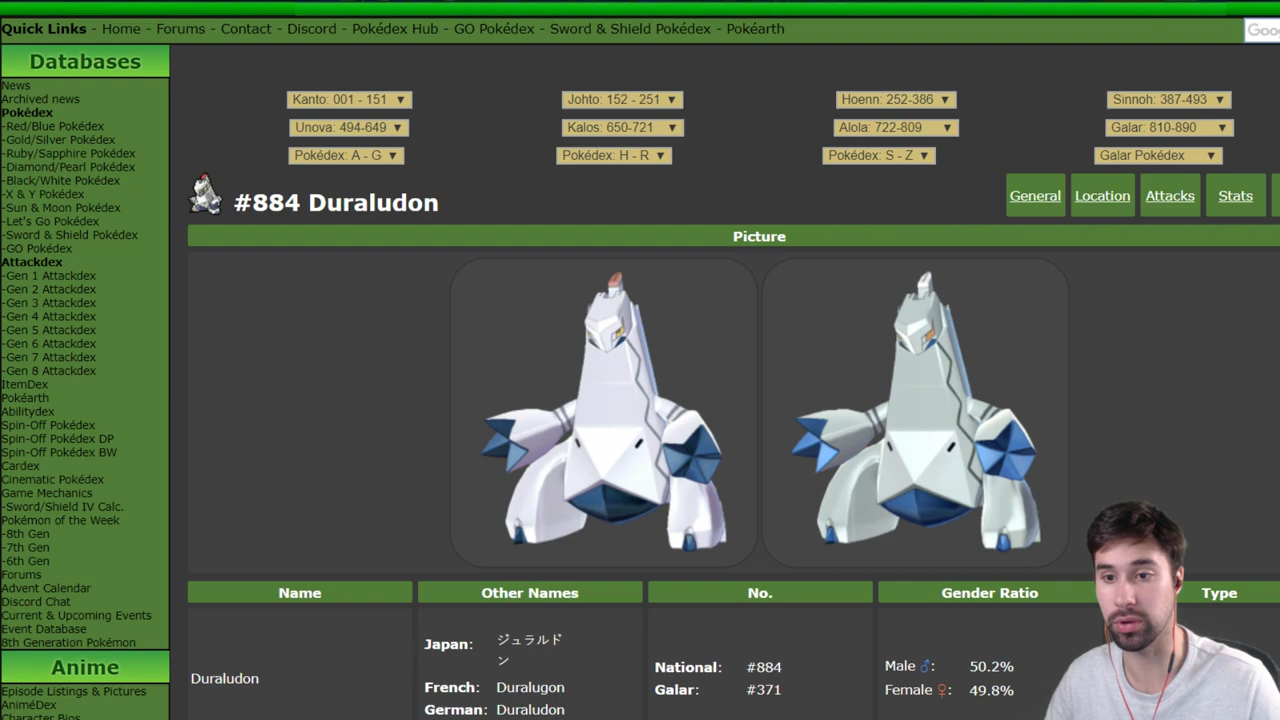 Quick Links - Home - Forums - Contact - Discord - Pokédex Hub - GO Pokédex - Sword & Shield Pokédex - Pokéarth
Goo
Databases
News
Archived news
Pokédex
-Red/Blue Pokédex
-Gold/Silver Pokédex
-Ruby/Sapphire Pokédex
-Diamond/Pearl Pokédex
-Black/White Pokédex
-X & Y Pokédex
-Sun & Moon Pokédex
-Let's Go Pokédex
-Sword & Shield Pokédex
-GO Pokédex
Attackdex
-Gen 1 Attackdex
-Gen 2 Attackdex
-Gen 3 Attackdex
-Gen 4 Attackdex
-Gen 5 Attackdex
-Gen 6 Attackdex
-Gen 7 Attackdex
-Gen 8 Attackdex
ItemDex
Pokéarth
Abilitydex
Spin-Off Pokédex
Spin-Off Pokédex DP
Spin-Off Pokédex BW
Cardex
Cinematic Pokédex
Game Mechanics
-Sword/Shield IV Calc.
Pokémon of the Week
-8th Gen
-7th Gen
-6th Gen
Forums
Advent Calendar
Discord Chat
Current & Upcoming Events
Event Database
8th Generation Pokémon
Anime
Episode Listings & Pictures
AniméDex
Character Bios
Kanto: 001 - 151 Johto: 152 - 251 Hoenn: 252-386 Sinnoh: 387-493
Unova: 494-649 Kalos: 650-721 Alola: 722-809 Galar: 810-890
Pokédex: A - G Pokédex: H - R Pokédex: S - Z Galar Pokédex
#884 Duraludon
General Location Attacks Stats
Picture
Name Other Names No. Gender Ratio Type
Duraludon
Japan: ジュラルド
ン
French: Duralugon
German: Duraludon
National: #884
Galar: #371
Male ♂: 50.2%
Female ♀: 49.8%